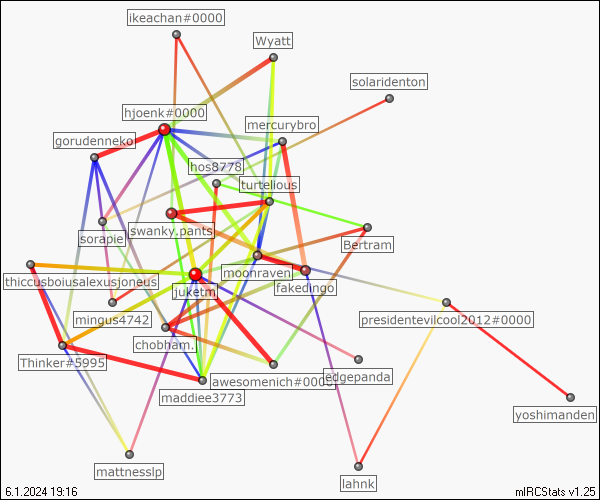 ikeachan#0000
Wyatt
solaridenton
hjoenk#0000
mercurybro
gorudenneko
hos8778
turtelious
swanky.pants
sorapie
Bertram
moonraven
thiccusboiusalexusjoneus
juketm
fakedingo
mingus4742
presidentevilcool2012#0000
chobham.
Thinker#5995
awesomenich#0000
edgepanda
maddiee3773
yoshimanden
mattnesslp
lahnk
6.1.2024 19:16
mIRCStats v1.25